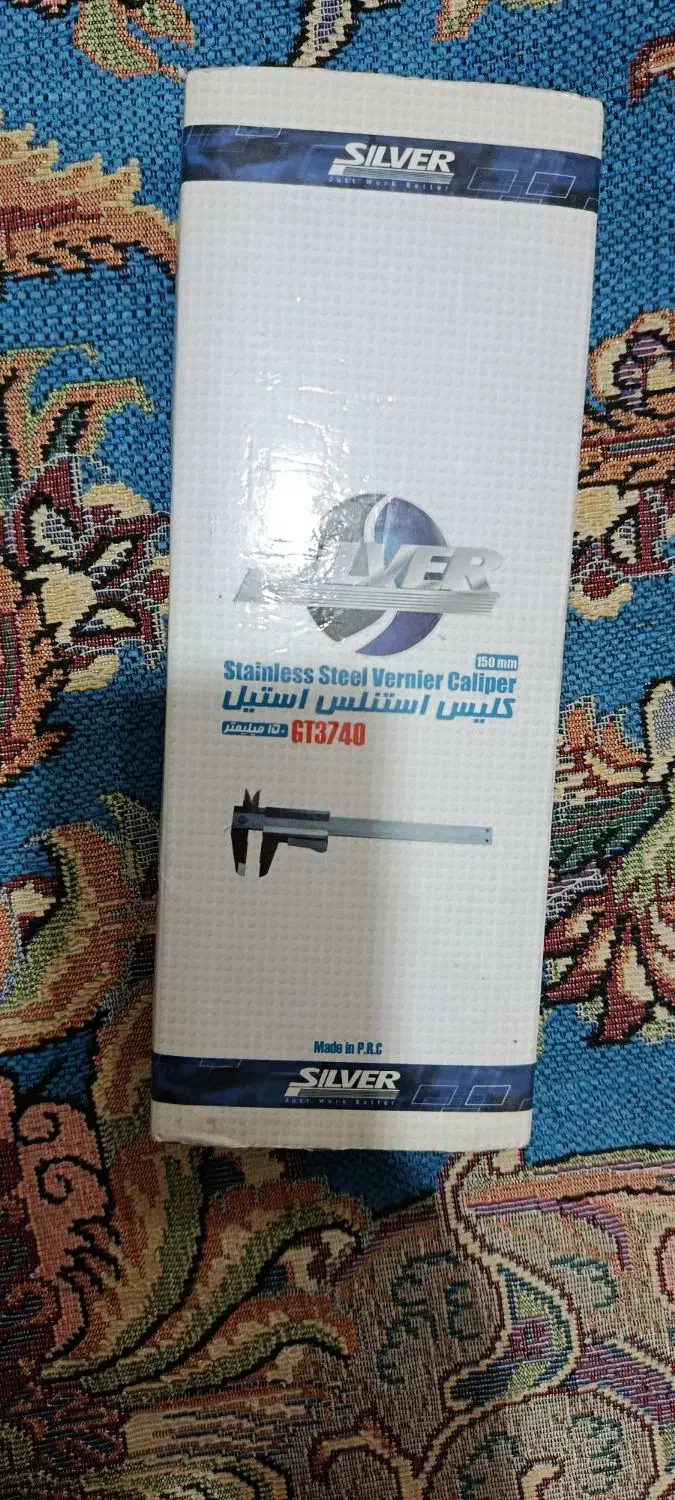 SILVER
Just Work Better
SILVER
150 mm
Stainless Steel Vernier Caliper
کلیس استنلس استیل
۱۵۰ میلیمتر GT3740
Made in P.R.C
SILVER
Just Work Better